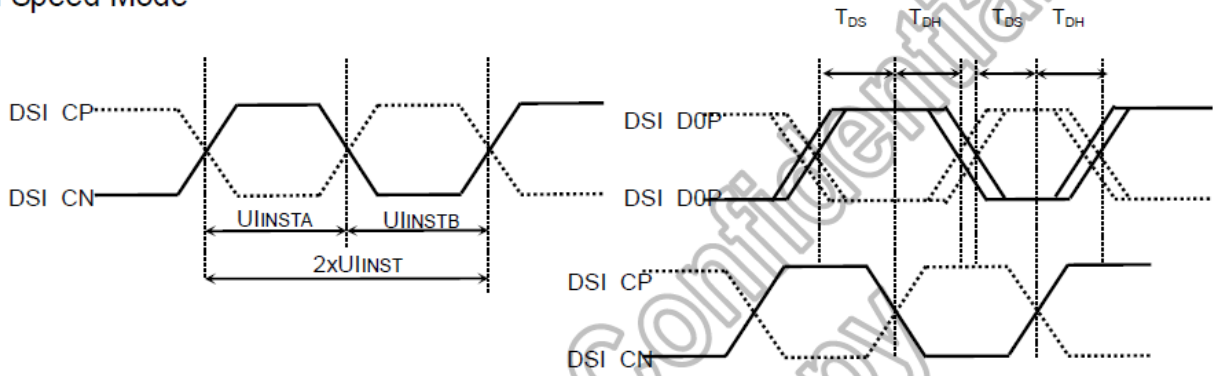 Speed Mode
DSI CP
DSI CN
UIINSTA
UIINSTB
2xUIINST
TDS
TDH
TDS
TDH
DSI D0P
DSI D0P
DSI CP
DSI CN
Confidential